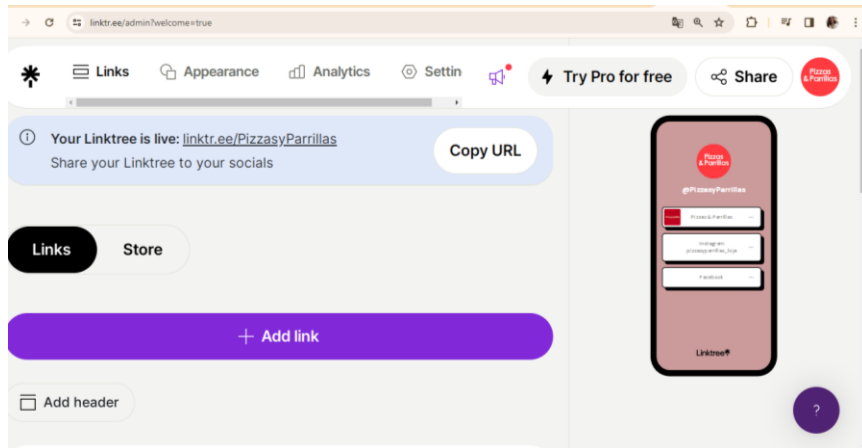 linktr.ee/admin?welcome=true
Links
Appearance
Analytics
Settin
Try Pro for free
Share
Pizzas
& Parrillas
Your Linktree is live: linktr.ee/PizzasyParrillas
Share your Linktree to your socials
Copy URL
Links
Store
+ Add link
Add header
Pizzas
& Parrillas
@PizzasyParrillas
Pizzas & Parrillas
Instagram
pizzasyparrillas_loja
Facebook
Linktree
?